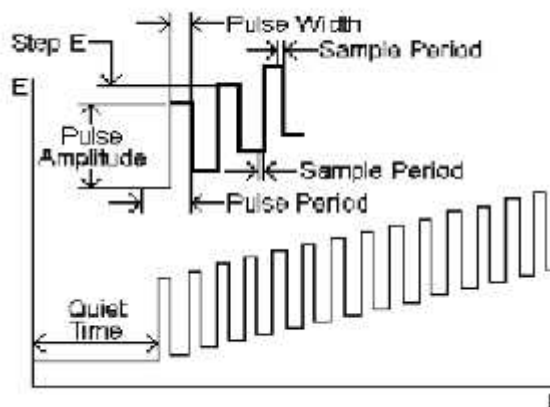 Pulse Width
Step E
Sample Period
E
Pulse
Amplitude
Sample Period
Pulse Period
Quiet
Time